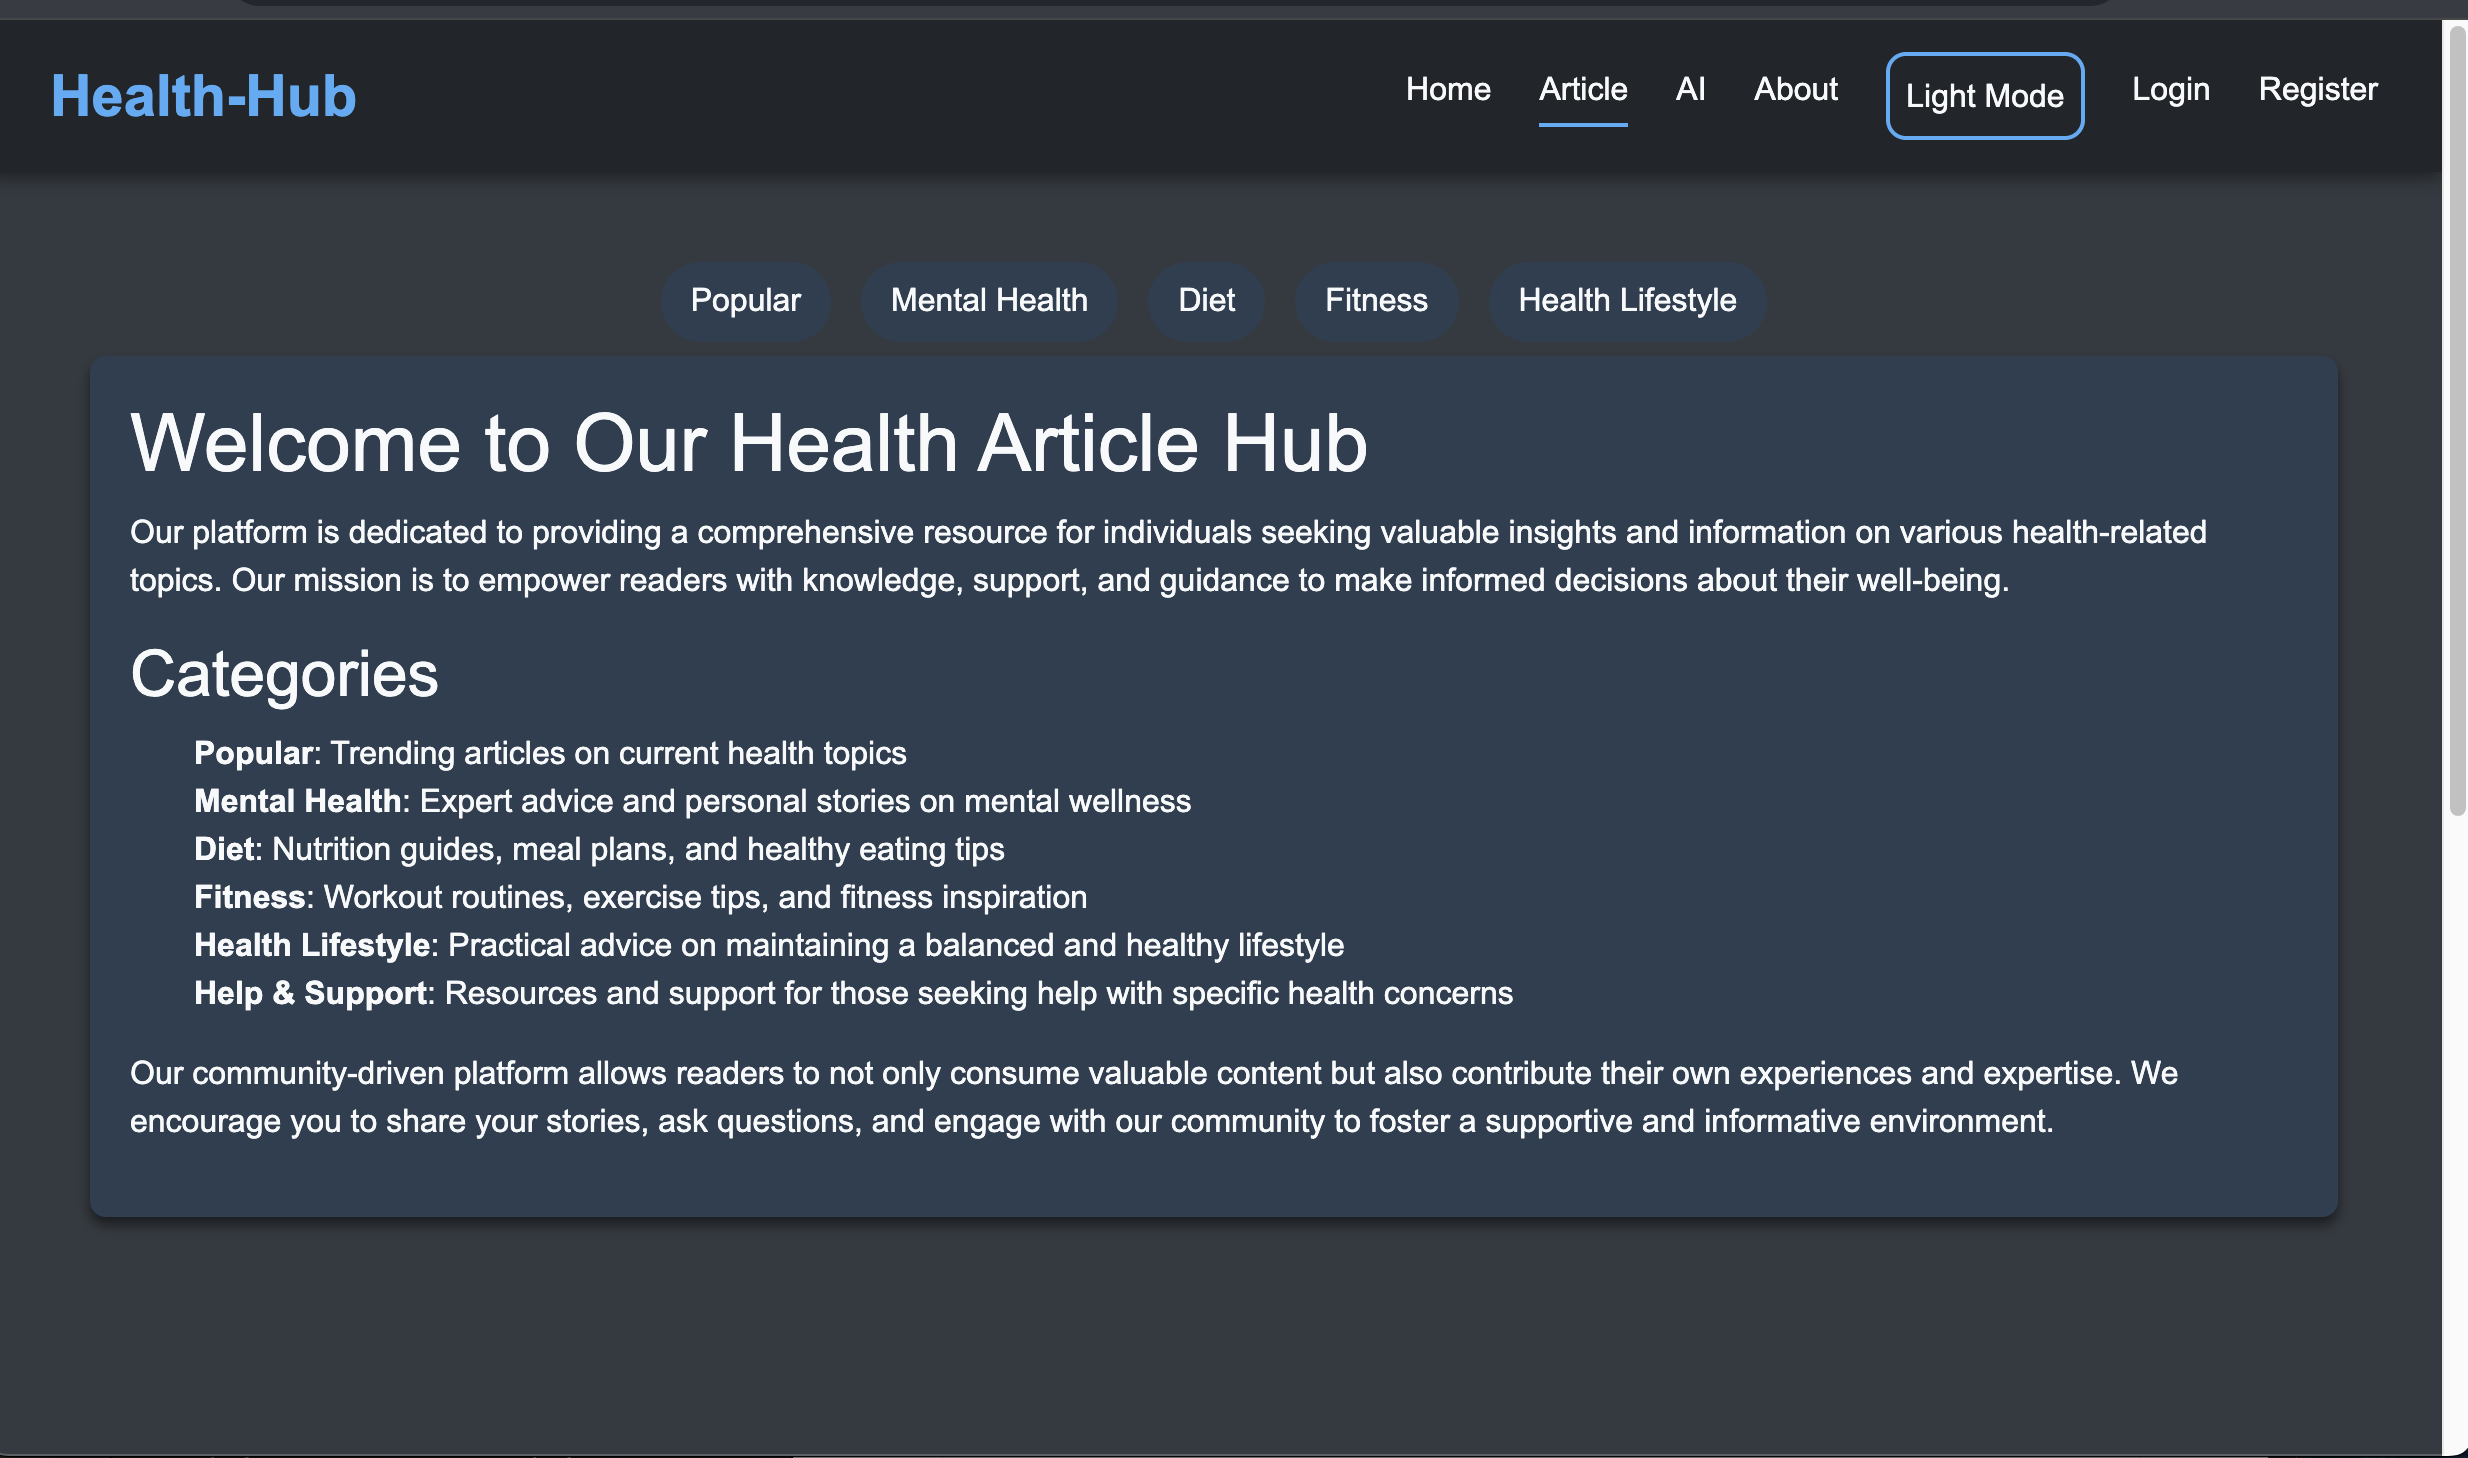 Health-Hub
Home Article AI About Light Mode Login Register
Popular Mental Health Diet Fitness Health Lifestyle
Welcome to Our Health Article Hub
Our platform is dedicated to providing a comprehensive resource for individuals seeking valuable insights and information on various health-related
topics. Our mission is to empower readers with knowledge, support, and guidance to make informed decisions about their well-being.
Categories
Popular: Trending articles on current health topics
Mental Health: Expert advice and personal stories on mental wellness
Diet: Nutrition guides, meal plans, and healthy eating tips
Fitness: Workout routines, exercise tips, and fitness inspiration
Health Lifestyle: Practical advice on maintaining a balanced and healthy lifestyle
Help & Support: Resources and support for those seeking help with specific health concerns
Our community-driven platform allows readers to not only consume valuable content but also contribute their own experiences and expertise. We
encourage you to share your stories, ask questions, and engage with our community to foster a supportive and informative environment.